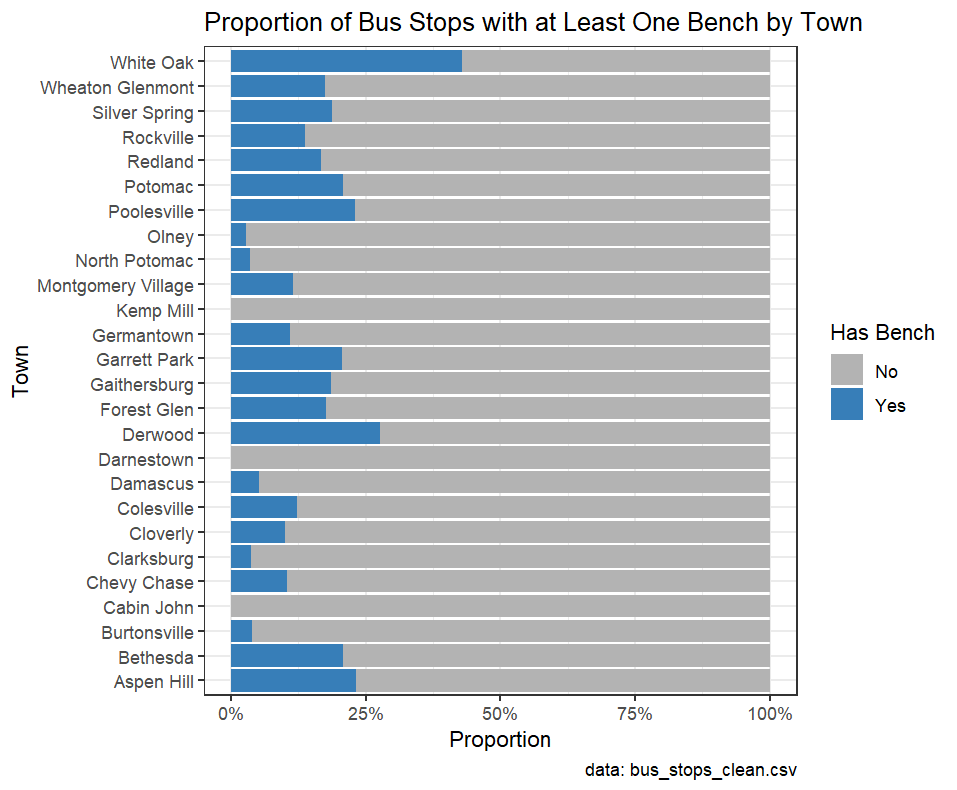 Proportion of Bus Stops with at Least One Bench by Town
White Oak
Wheaton Glenmont
Silver Spring
Rockville
Redland
Potomac
Poolesville
Olney
North Potomac
Montgomery Village
Kemp Mill
Germantown
Garrett Park
Gaithersburg
Forest Glen
Derwood
Darnestown
Damascus
Colesville
Cloverly
Clarksburg
Chevy Chase
Cabin John
Burtonsville
Bethesda
Aspen Hill
Town
0% 25% 50% 75% 100%
Proportion
Has Bench
No
Yes
data: bus_stops_clean.csv